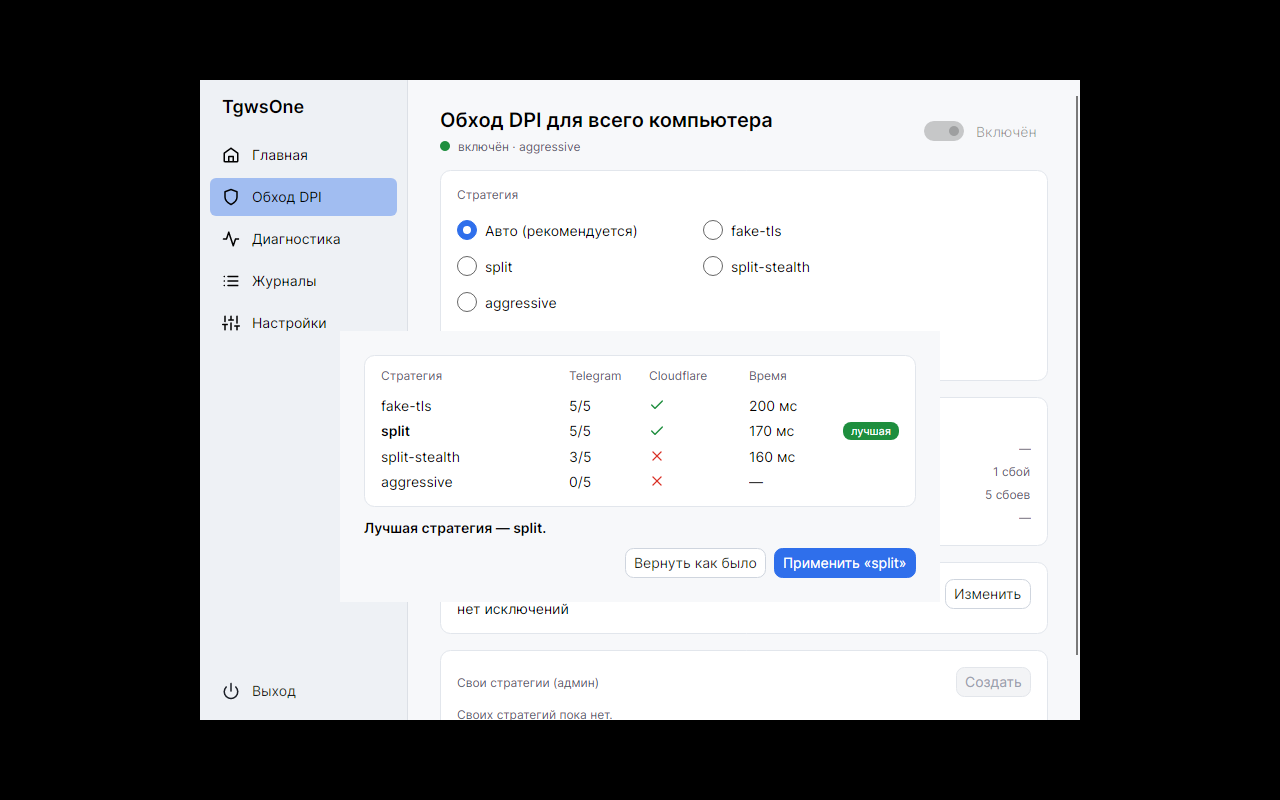 TgwsOne
Главная
Обход DPI
Диагностика
Журналы
Настройки
Выход
Обход DPI для всего компьютера
включён · aggressive
Включён
Стратегия
Авто (рекомендуется)
fake-tls
split
split-stealth
aggressive
Стратегия Telegram Cloudflare Время
fake-tls 5/5 200 мс
split 5/5 170 мс лучшая
split-stealth 3/5 160 мс
aggressive 0/5 —
Лучшая стратегия — split.
Вернуть как было Применить «split»
—
1 сбой
5 сбоев
—
Изменить
нет исключений
Свои стратегии (админ)
Создать
Своих стратегий пока нет.